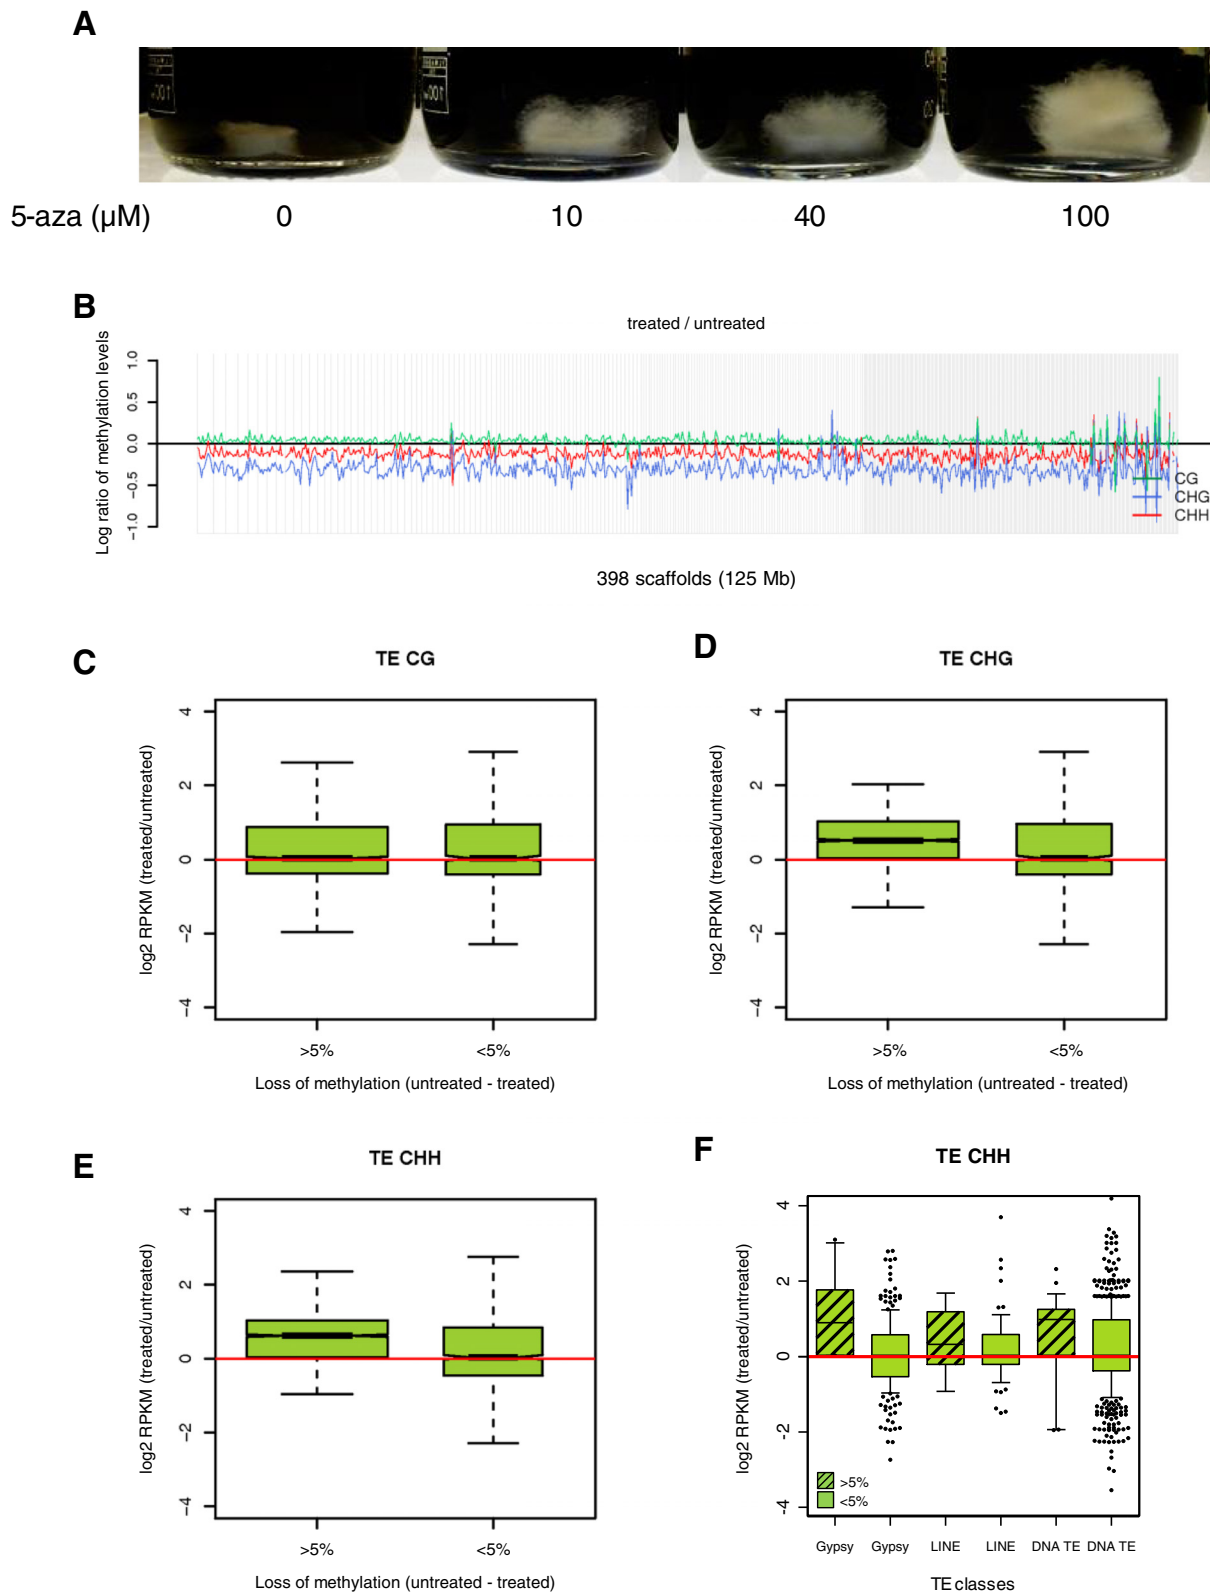 A
5-aza (µM) 0 10 40 100
B
treated / untreated
Log ratio of methylation levels
1.0
0.5
0.0
−0.5
−1.0
CG
CHG
CHH
398 scaffolds (125 Mb)
C
TE CG
log2 RPKM (treated/untreated)
4
2
0
−2
−4
>5% <5%
Loss of methylation (untreated - treated)
D
TE CHG
log2 RPKM (treated/untreated)
4
2
0
−2
−4
>5% <5%
Loss of methylation (untreated - treated)
E
TE CHH
log2 RPKM (treated/untreated)
4
2
0
−2
−4
>5% <5%
Loss of methylation (untreated - treated)
F
TE CHH
log2 RPKM (treated/untreated)
4
2
0
-2
-4
>5%
<5%
Gypsy Gypsy LINE LINE DNA TE DNA TE
TE classes